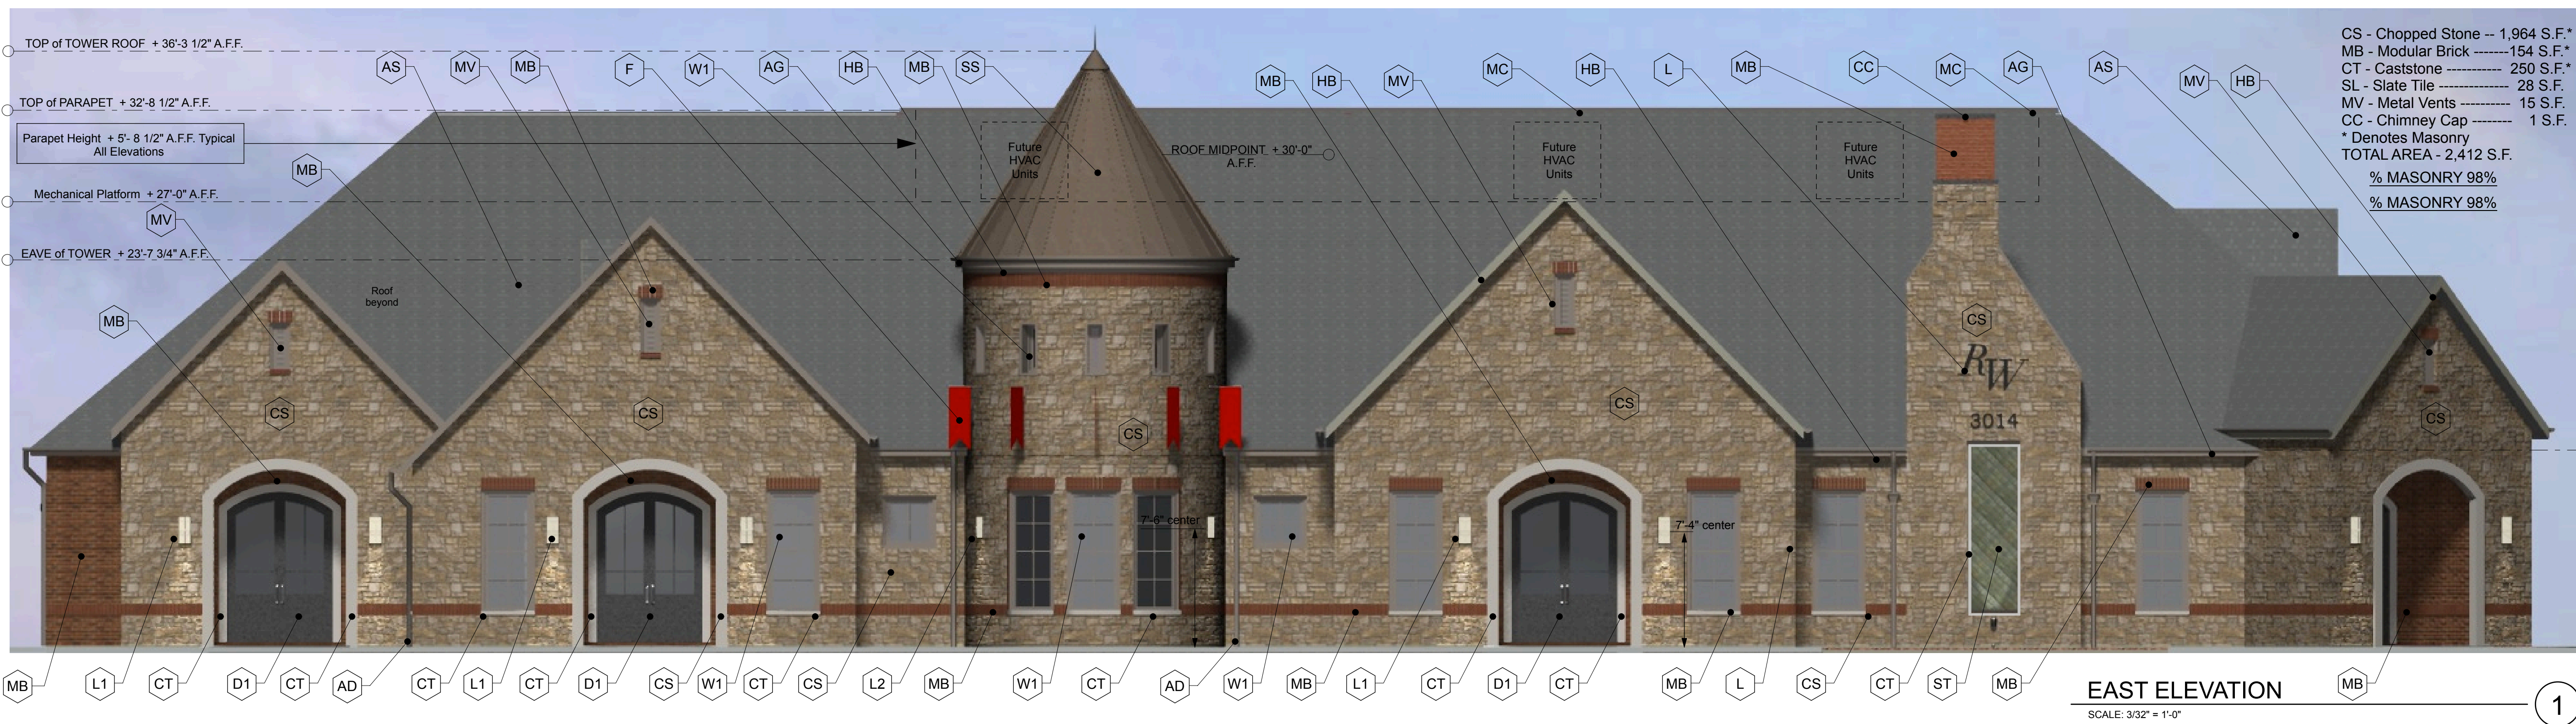 TOP of TOWER ROOF + 36'-3 1/2" A.F.F.
TOP of PARAPET + 32'-8 1/2" A.F.F.
Parapet Height + 5'- 8 1/2" A.F.F. Typical
All Elevations
Mechanical Platform + 27'-0" A.F.F.
EAVE of TOWER + 23'-7 3/4" A.F.F.
AS
MV
MB
F
W1
AG
HB
MB
SS
MB
HB
MV
MC
HB
L
MB
CC
MC
AG
AS
MV
HB
CS - Chopped Stone -- 1,964 S.F.*
MB - Modular Brick -------154 S.F.*
CT - Caststone ----------- 250 S.F.*
SL - Slate Tile -------------- 28 S.F.
MV - Metal Vents ---------- 15 S.F.
CC - Chimney Cap -------- 1 S.F.
* Denotes Masonry
TOTAL AREA - 2,412 S.F.
% MASONRY 98%
% MASONRY 98%
MB
MV
MB
Roof
beyond
Future
HVAC
Units
ROOF MIDPOINT + 30'-0"
A.F.F.
Future
HVAC
Units
Future
HVAC
Units
CS
CS
CS
CS
CS
RW
3014
CS
7'-6" center
7'-4" center
MB
L1
CT
D1
CT
AD
CT
L1
CT
D1
CS
W1
CT
CS
L2
MB
W1
CT
AD
W1
MB
L1
CT
D1
CT
MB
L
CS
CT
ST
MB
MB
EAST ELEVATION
SCALE: 3/32" = 1'-0"
1